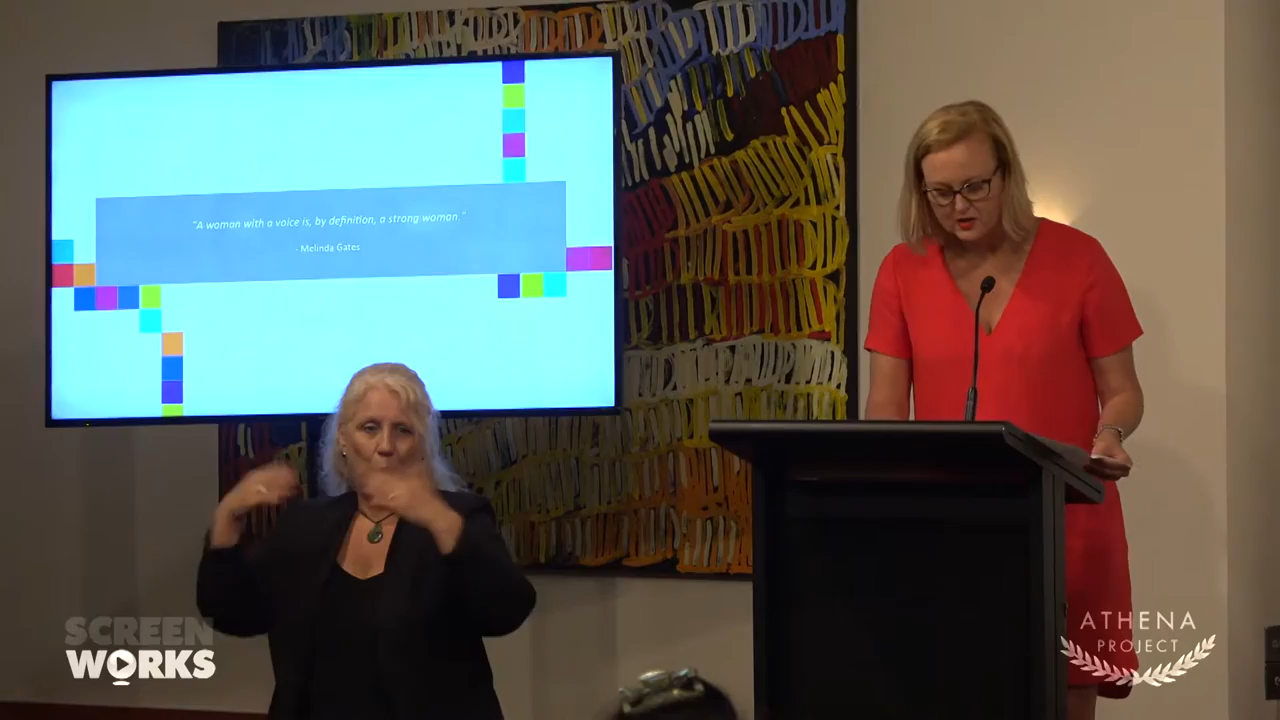 "A woman with a voice is, by definition, a strong woman."
- Melinda Gates
SCREEN
WORKS
ATHENA
PROJECT